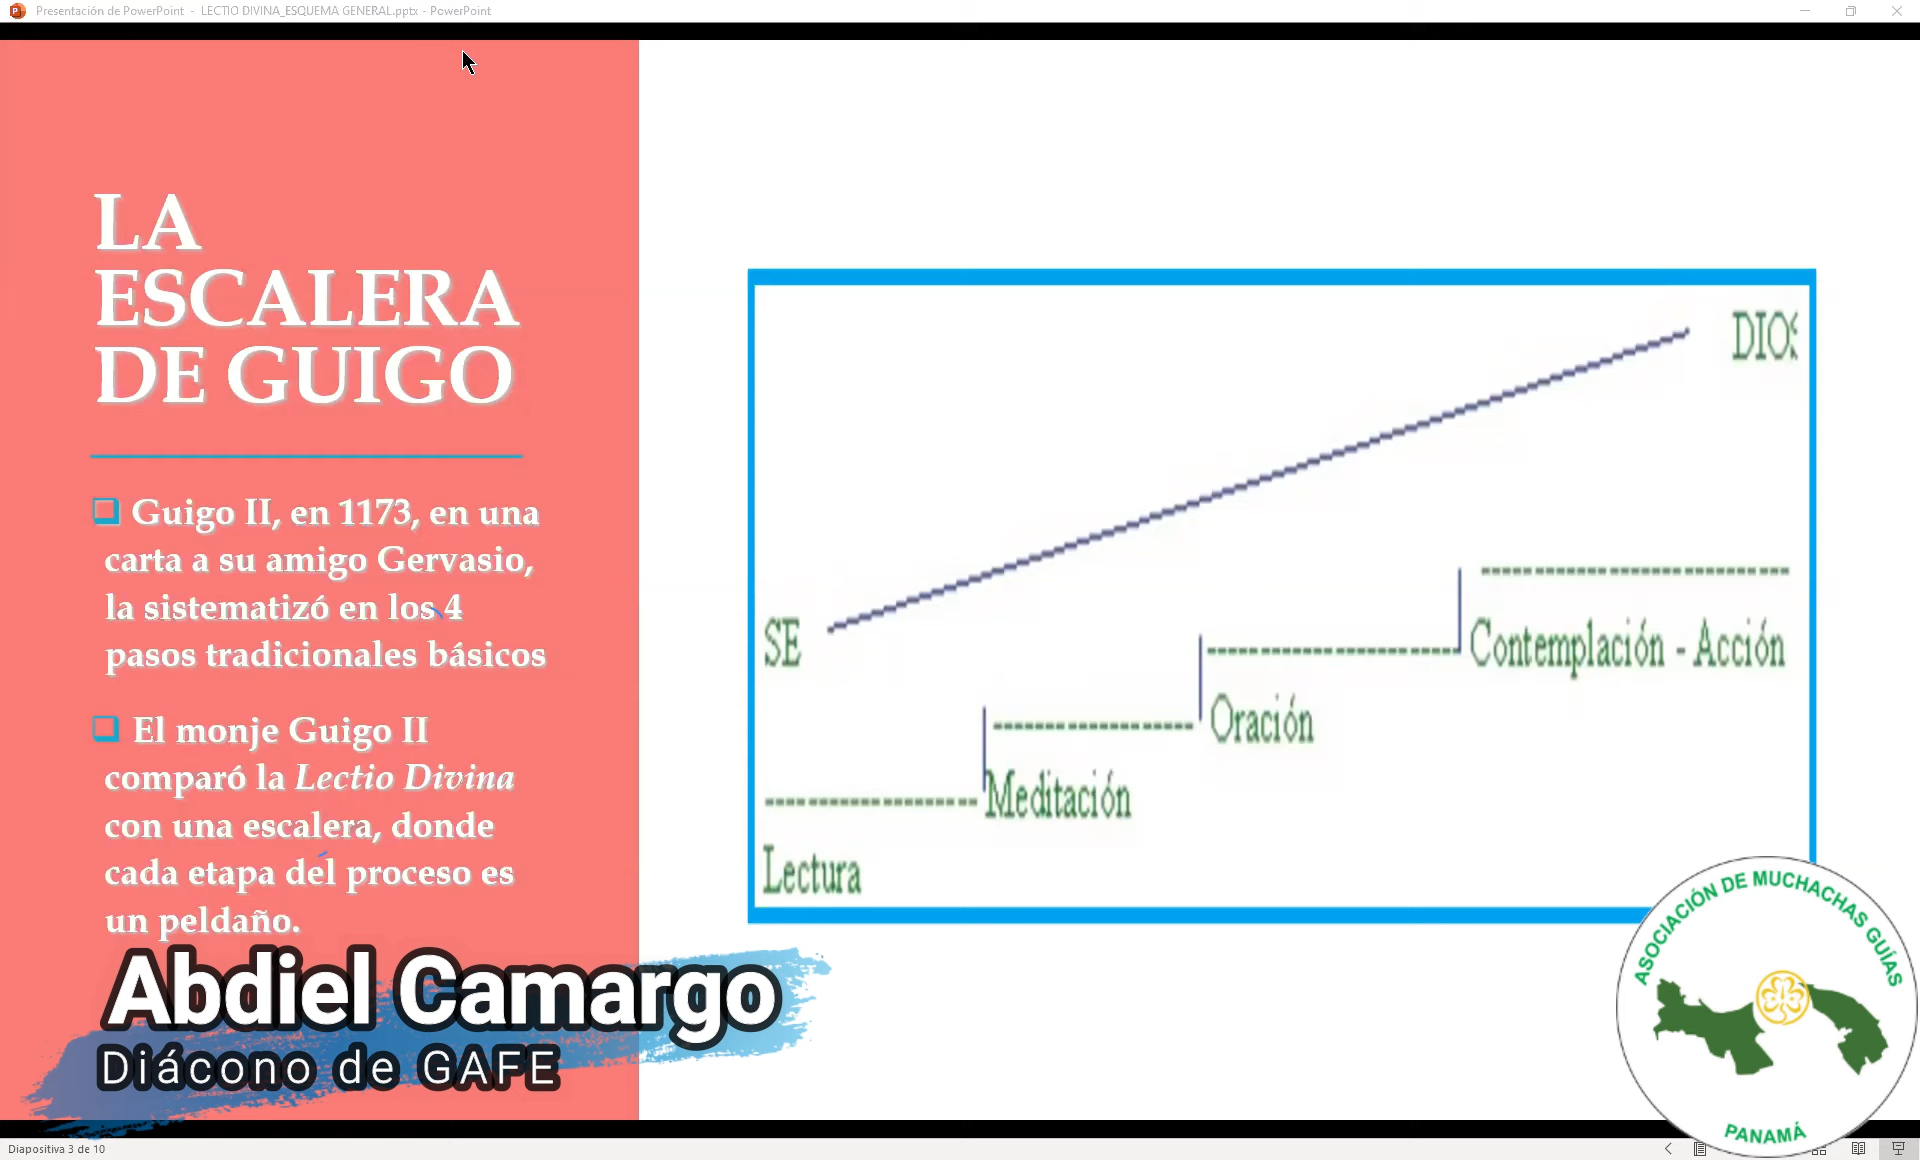 Presentación de PowerPoint - LECTIO DIVINA_ESQUEMA GENERAL.pptx - PowerPoint
LA
ESCALERA
DE GUIGO
Guigo II, en 1173, en una
carta a su amigo Gervasio,
la sistematizó en los 4
pasos tradicionales básicos
El monje Guigo II
comparó la Lectio Divina
con una escalera, donde
cada etapa del proceso es
un peldaño.
DIOS
SE
Contemplación - Acción
Oración
Meditación
Lectura
Abdiel Camargo
Diácono de GAFE
ASOCIACIÓN DE MUCHACHAS GUÍAS
PANAMÁ
Diapositiva 3 de 10